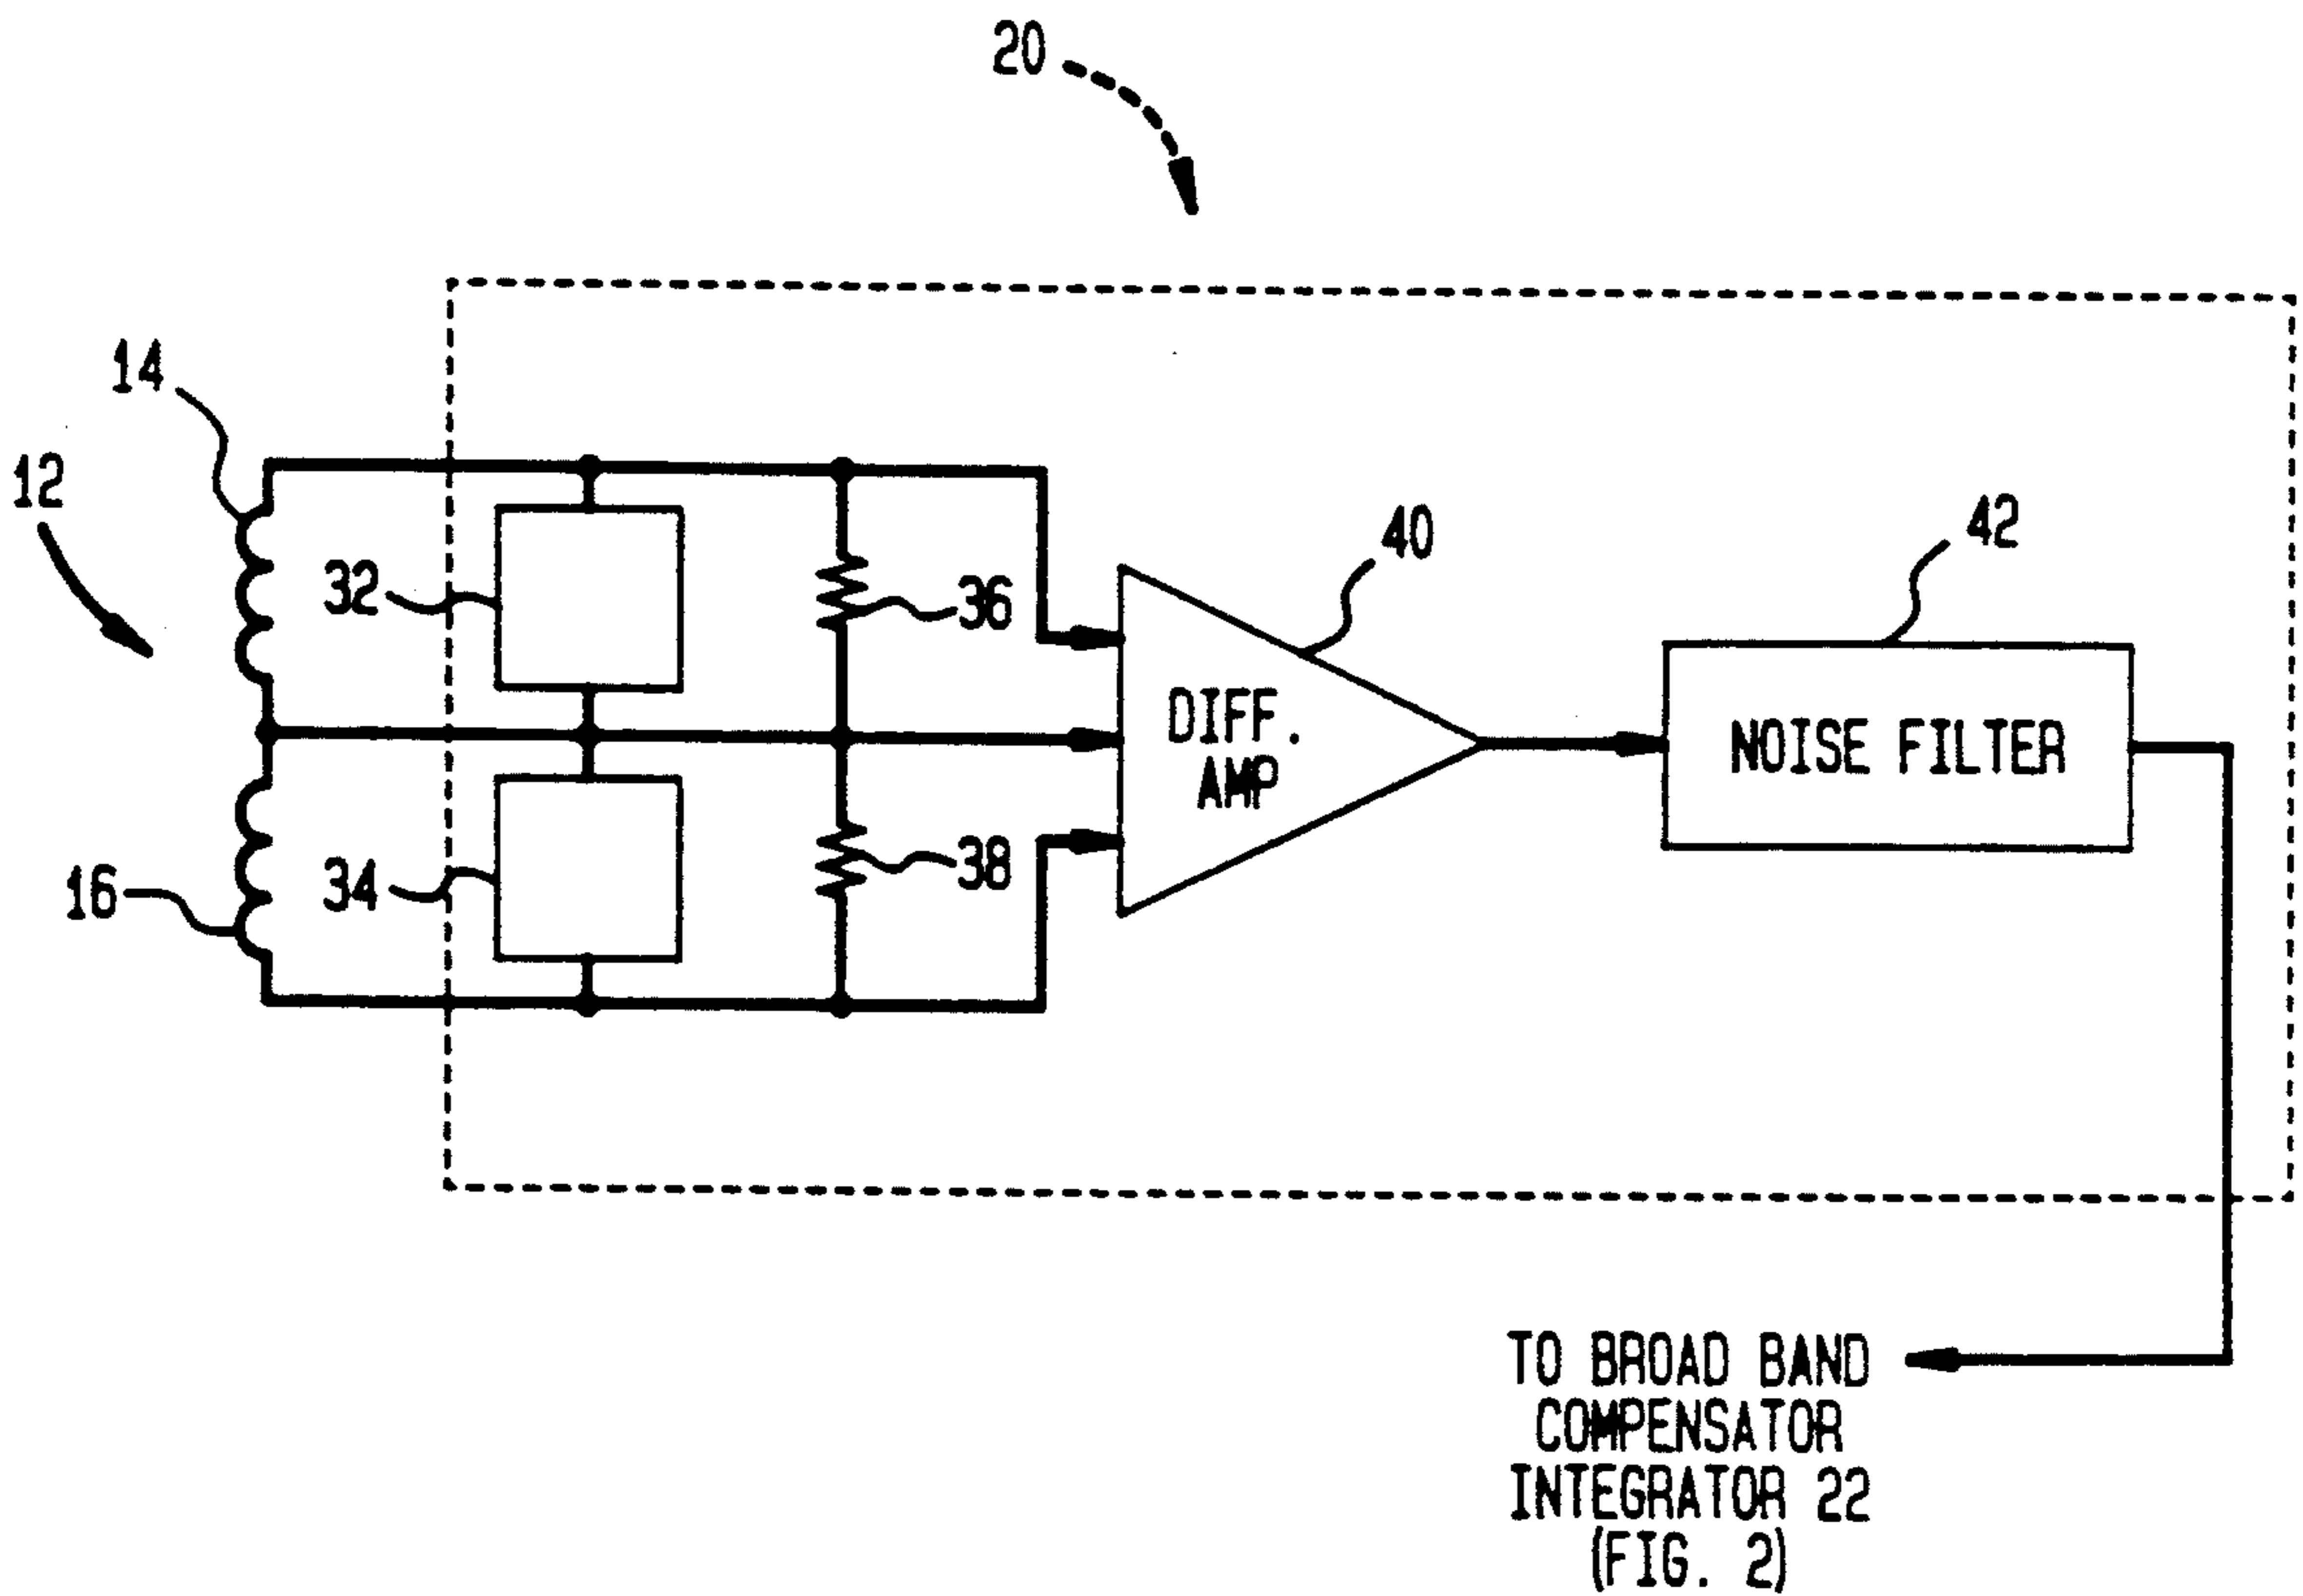 20
14
12
32
36
40
42
DIFF.
AMP
NOISE FILTER
34
38
16
TO BROAD BAND
COMPENSATOR
INTEGRATOR 22
(FIG. 2)